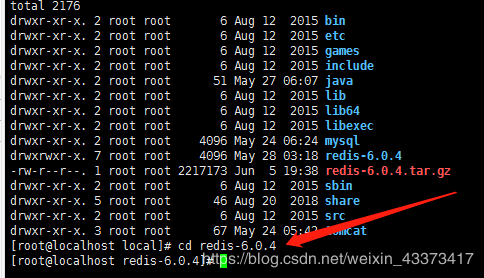 total 2176
drwxr-xr-x. 2 root root 6 Aug 12 2015 bin
drwxr-xr-x. 2 root root 6 Aug 12 2015 etc
drwxr-xr-x. 2 root root 6 Aug 12 2015 games
drwxr-xr-x. 2 root root 6 Aug 12 2015 include
drwxr-xr-x. 3 root root 51 May 27 06:07 java
drwxr-xr-x. 2 root root 6 Aug 12 2015 lib
drwxr-xr-x. 2 root root 6 Aug 12 2015 lib64
drwxr-xr-x. 2 root root 6 Aug 12 2015 libexec
drwxr-xr-x. 2 root root 4096 May 24 06:24 mysql
drwxrwxr-x. 7 root root 4096 May 28 03:18 redis-6.0.4
-rw-r--r--. 1 root root 2217173 Jun 5 19:38 redis-6.0.4.tar.gz
drwxr-xr-x. 2 root root 6 Aug 12 2015 sbin
drwxr-xr-x. 5 root root 46 Aug 20 2018 share
drwxr-xr-x. 2 root root 6 Aug 12 2015 src
drwxr-xr-x. 3 root root 67 May 24 05:42 tomcat
[root@localhost local]# cd redis-6.0.4
[root@localhost redis-6.0.4]#
https://blog.csdn.net/weixin_43373417